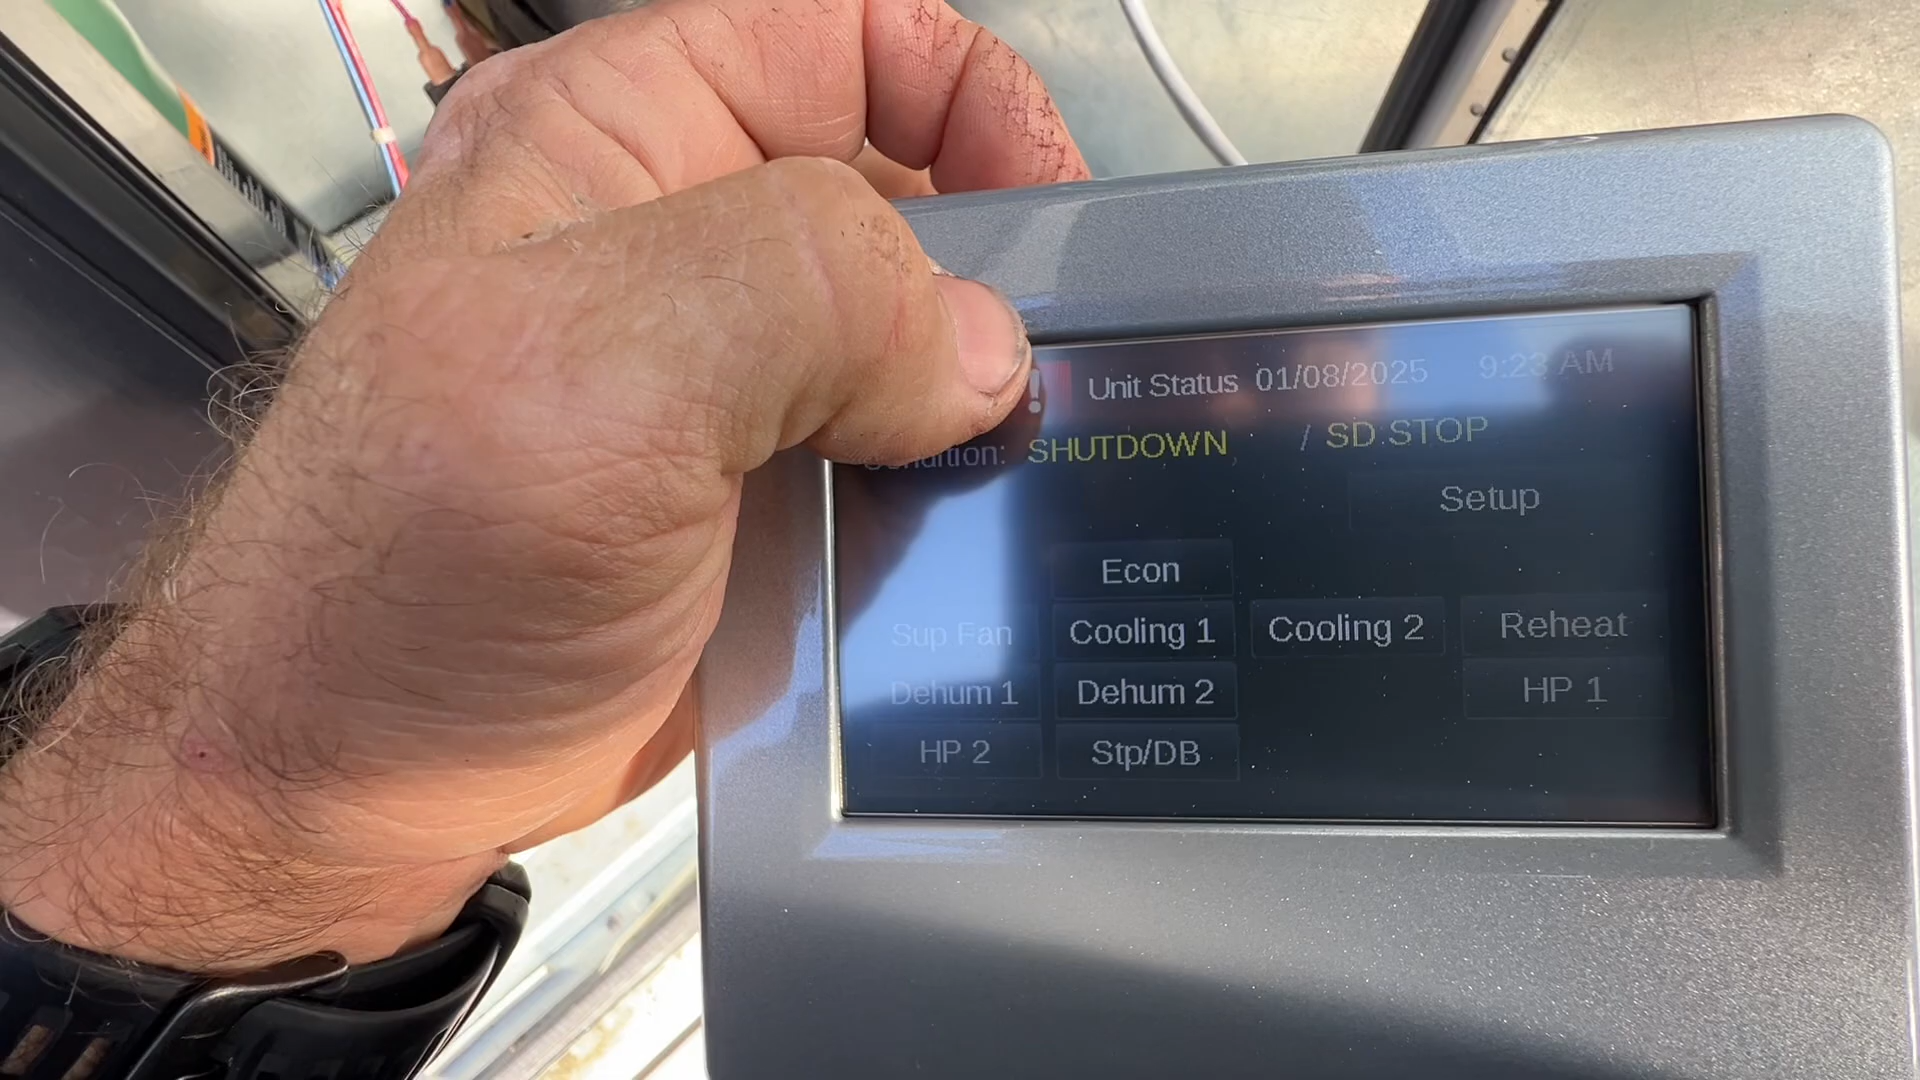 ! Unit Status 01/08/2025 9:23 AM
Condition: SHUTDOWN / SD:STOP
Setup
Econ
Sup Fan Cooling 1 Cooling 2 Reheat
Dehum 1 Dehum 2 HP 1
HP 2 Stp/DB